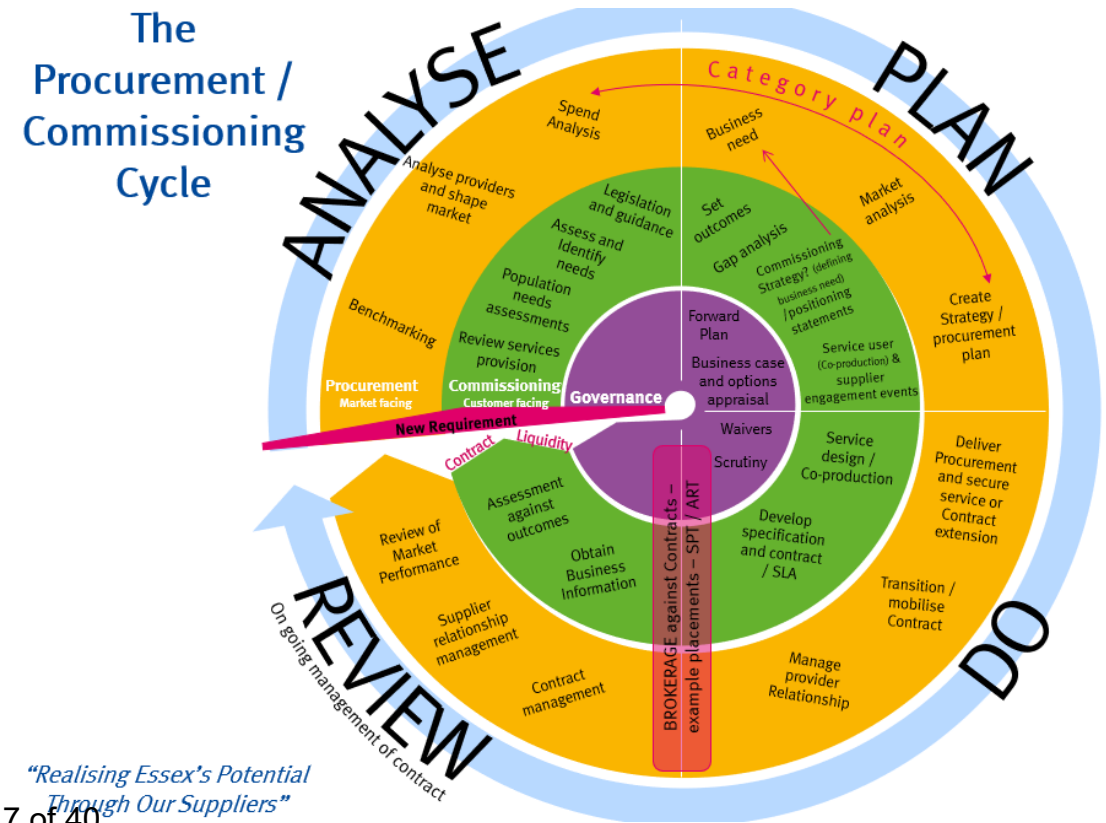 The
Procurement /
Commissioning
Cycle
ANALYSE
PLAN
DO
REVIEW
On going management of contract
Category plan
Spend
Analysis
Analyse providers
and shape
market
Benchmarking
Procurement
Market facing
Business
need
Market
analysis
Create
Strategy /
procurement
plan
Legislation
and guidance
Assess and
Identify
needs
Population
needs
assessments
Review services
provision
Commissioning
Customer facing
Set
outcomes
Gap analysis
Commissioning
Strategy? (defining
business need)
/positioning
statements
Service user
(Co-production) &
supplier
engagement events
Governance
Forward
Plan
Business case
and options
appraisal
Waivers
Scrutiny
New Requirement
Contract
Liquidity
Service
design /
Co-production
Develop
specification
and contract
/ SLA
Deliver
Procurement
and secure
service or
Contract
extension
Transition /
mobilise
Contract
Manage
provider
Relationship
BROKERAGE against Contracts –
example placements – SPT / ART
Assessment
against
outcomes
Obtain
Business
Information
Review of
Market
Performance
Supplier
relationship
management
Contract
management
“Realising Essex’s Potential
Through Our Suppliers”
7 of 40